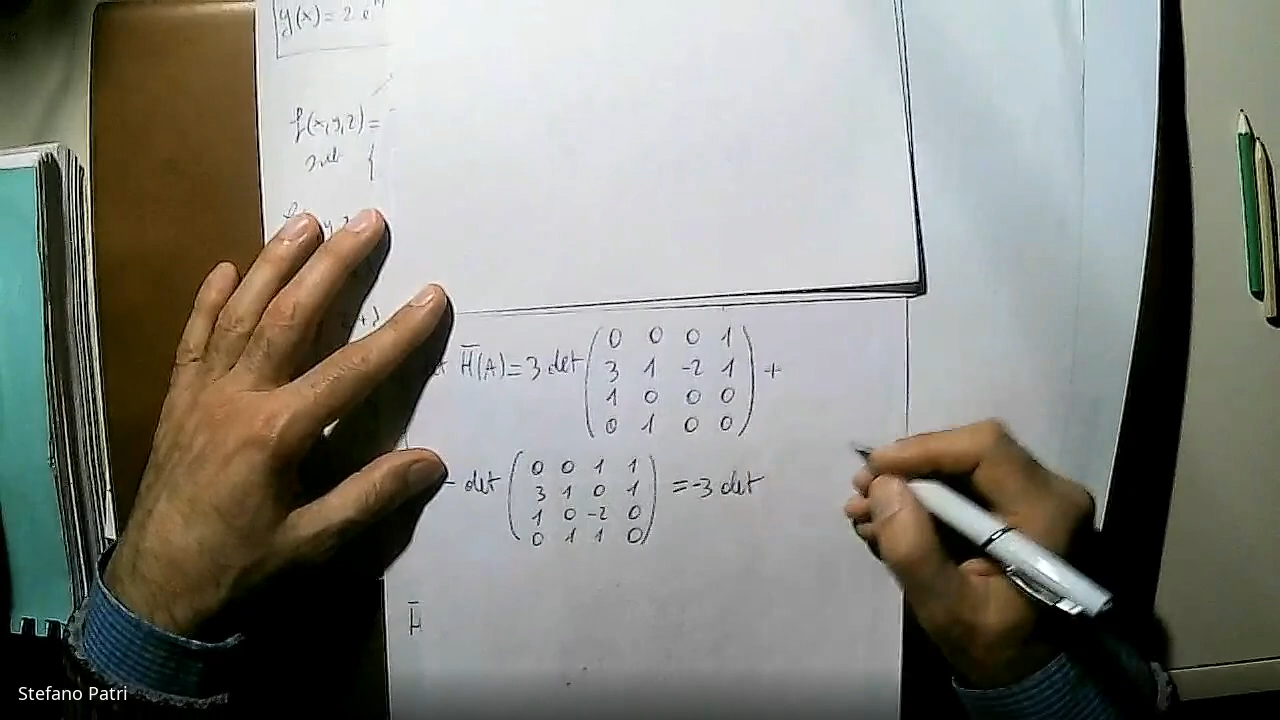 y(x) = 2 e
f(x,y,z) =
sub {
H̅(A) = 3 det ( 0 0 0 1
3 1 -2 1
1 0 0 0
0 1 0 0 ) +
- det ( 0 0 1 1
3 1 0 1
1 0 -2 0
0 1 1 0 ) = -3 det
H̅
Stefano Patri